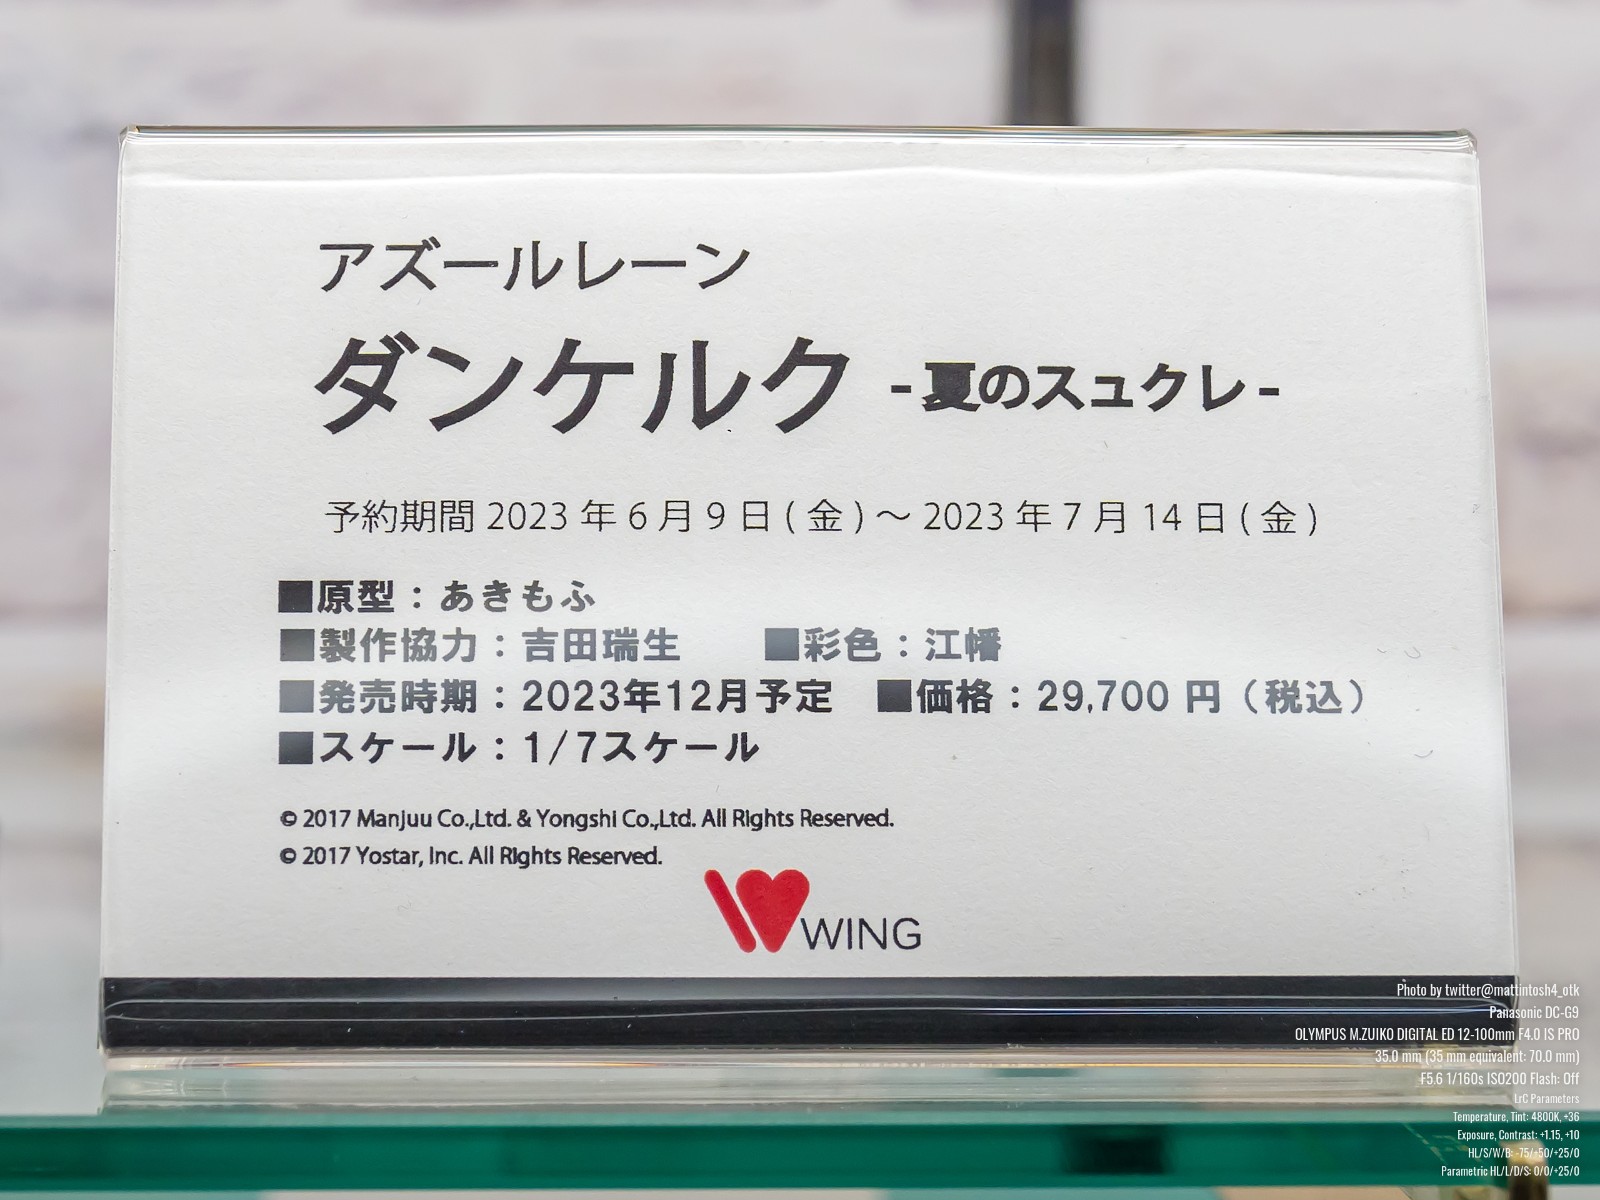 アズールレーン
ダンケルク -夏のスュクレ-
予約期間 2023 年 6 月 9 日 ( 金 ) ～ 2023 年 7 月 14 日 ( 金 )
■原型：あきもふ
■製作協力：吉田瑞生 ■彩色：江幡
■発売時期：2023年12月予定 ■価格：29,700 円（税込）
■スケール：1/7スケール
© 2017 Manjuu Co.,Ltd. & Yongshi Co.,Ltd. All Rights Reserved.
© 2017 Yostar, Inc. All Rights Reserved.
WING
Photo by twitter@mattintosh4_otk
Panasonic DC-G9
OLYMPUS M.ZUIKO DIGITAL ED 12-100mm F4.0 IS PRO
35.0 mm (35 mm equivalent: 70.0 mm)
F5.6 1/160s ISO200 Flash: Off
LrC Parameters
Temperature, Tint: 4800K, +36
Exposure, Contrast: +1.15, +10
HL/S/W/B: -75/+50/+25/0
Parametric HL/L/D/S: 0/0/+25/0